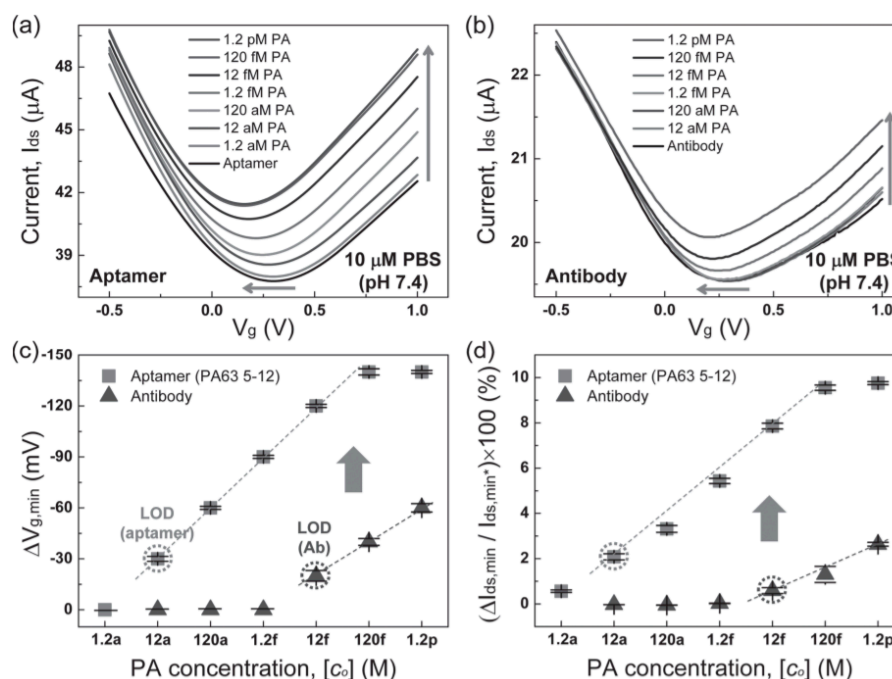 (a)
1.2 pM PA
120 fM PA
12 fM PA
1.2 fM PA
120 aM PA
12 aM PA
1.2 aM PA
Aptamer
Current, Ids (μA)
48
45
42
39
Aptamer
10 μM PBS
(pH 7.4)
-0.5
0.0
0.5
1.0
Vg (V)
(b)
1.2 pM PA
120 fM PA
12 fM PA
1.2 fM PA
120 aM PA
12 aM PA
Antibody
Current, Ids (μA)
22
21
20
Antibody
10 μM PBS
(pH 7.4)
-0.5
0.0
0.5
1.0
Vg (V)
(c)
Aptamer (PA63 5-12)
Antibody
ΔVg,min (mV)
-150
-120
-90
-60
-30
0
LOD
(aptamer)
LOD
(Ab)
1.2a
12a
120a
1.2f
12f
120f
1.2p
PA concentration, [co] (M)
(d)
Aptamer (PA63 5-12)
Antibody
(ΔIds,min / Ids,min*)×100 (%)
10
8
6
4
2
0
1.2a
12a
120a
1.2f
12f
120f
1.2p
PA concentration, [co] (M)